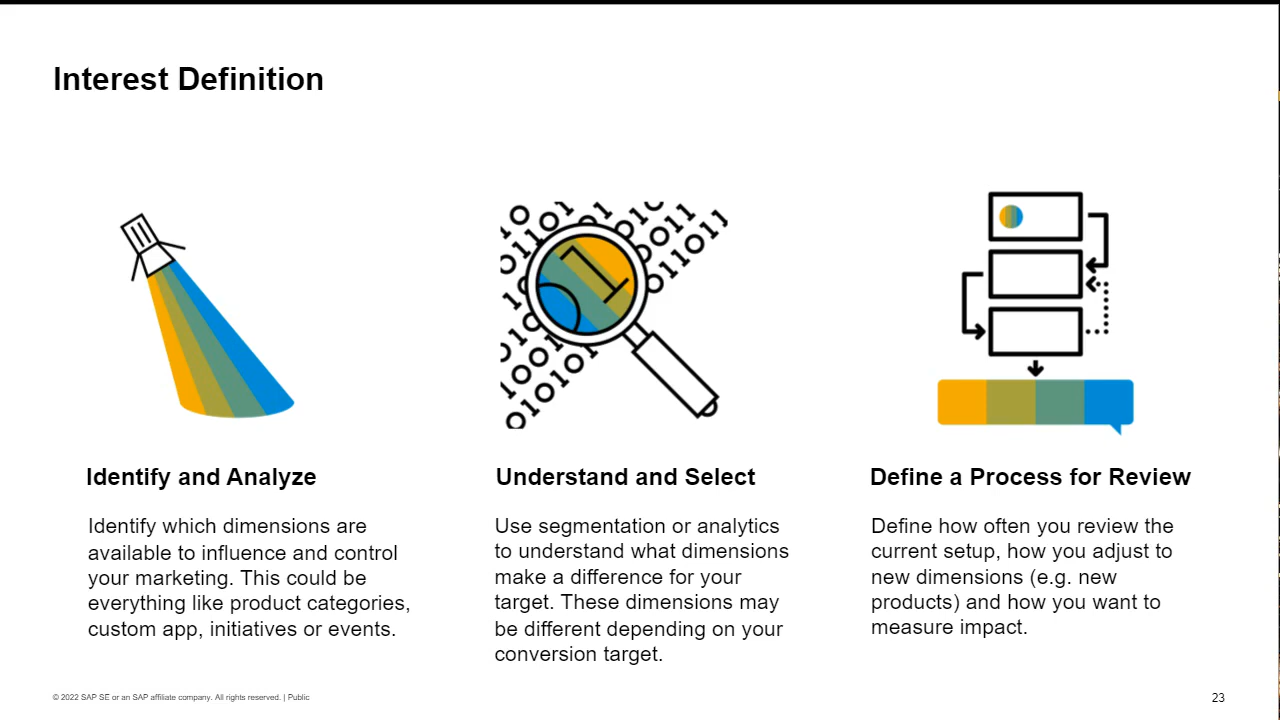 Interest Definition
Identify and Analyze
Identify which dimensions are
available to influence and control
your marketing. This could be
everything like product categories,
custom app, initiatives or events.
Understand and Select
Use segmentation or analytics
to understand what dimensions
make a difference for your
target. These dimensions may
be different depending on your
conversion target.
Define a Process for Review
Define how often you review the
current setup, how you adjust to
new dimensions (e.g. new
products) and how you want to
measure impact.
© 2022 SAP SE or an SAP affiliate company. All rights reserved. | Public
23